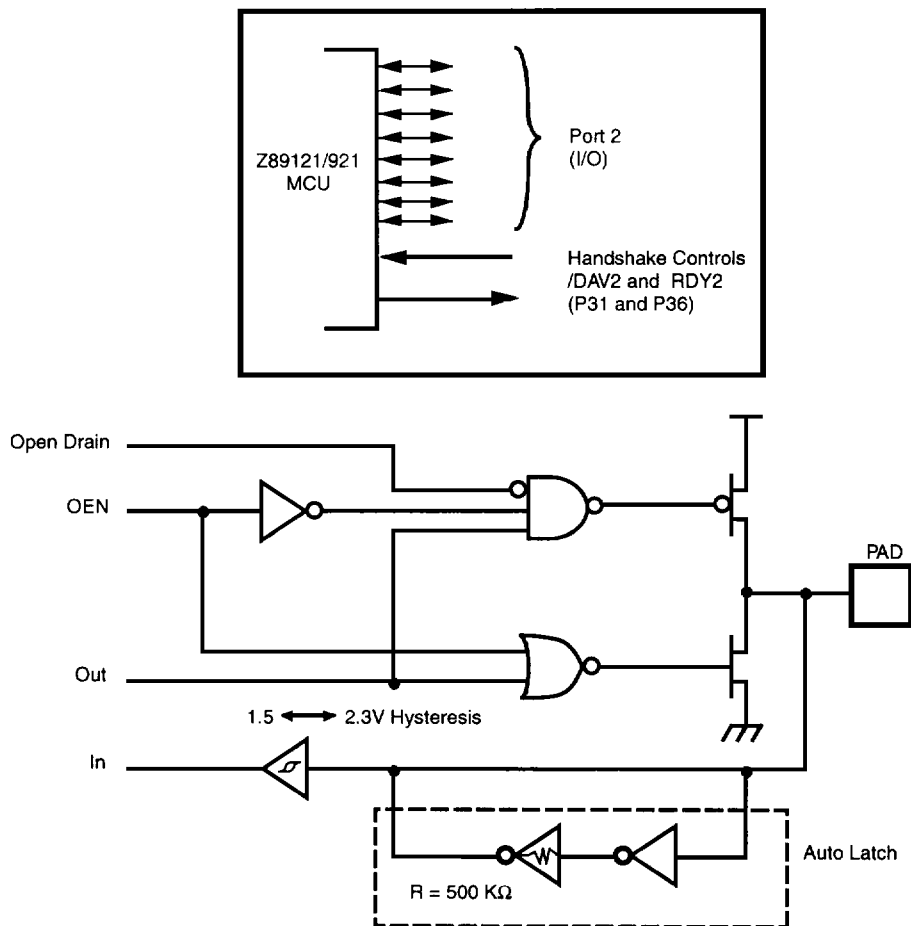 Z89121/921
MCU
Port 2
(I/O)
Handshake Controls
/DAV2 and RDY2
(P31 and P36)
Open Drain
OEN
PAD
Out
1.5 2.3V Hysteresis
In
Auto Latch
R = 500 KΩ